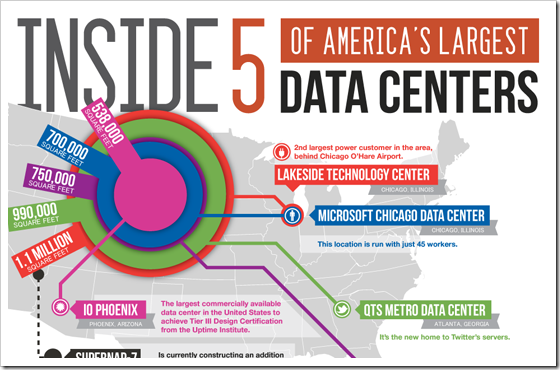 INSIDE 5
OF AMERICA'S LARGEST
DATA CENTERS
538,000
SQUARE FEET
700,000
SQUARE FEET
750,000
SQUARE FEET
990,000
SQUARE FEET
1.1 MILLION
SQUARE FEET
2nd largest power customer in the area,
behind Chicago O'Hare Airport.
LAKESIDE TECHNOLOGY CENTER
CHICAGO, ILLINOIS
MICROSOFT CHICAGO DATA CENTER
CHICAGO, ILLINOIS
This location is run with just 45 workers.
IO PHOENIX
PHOENIX, ARIZONA
The largest commercially available
data center in the United States to
achieve Tier III Design Certification
from the Uptime Institute.
QTS METRO DATA CENTER
ATLANTA, GEORGIA
It's the new home to Twitter's servers.
SUPERNAP-7
Is currently constructing an addition